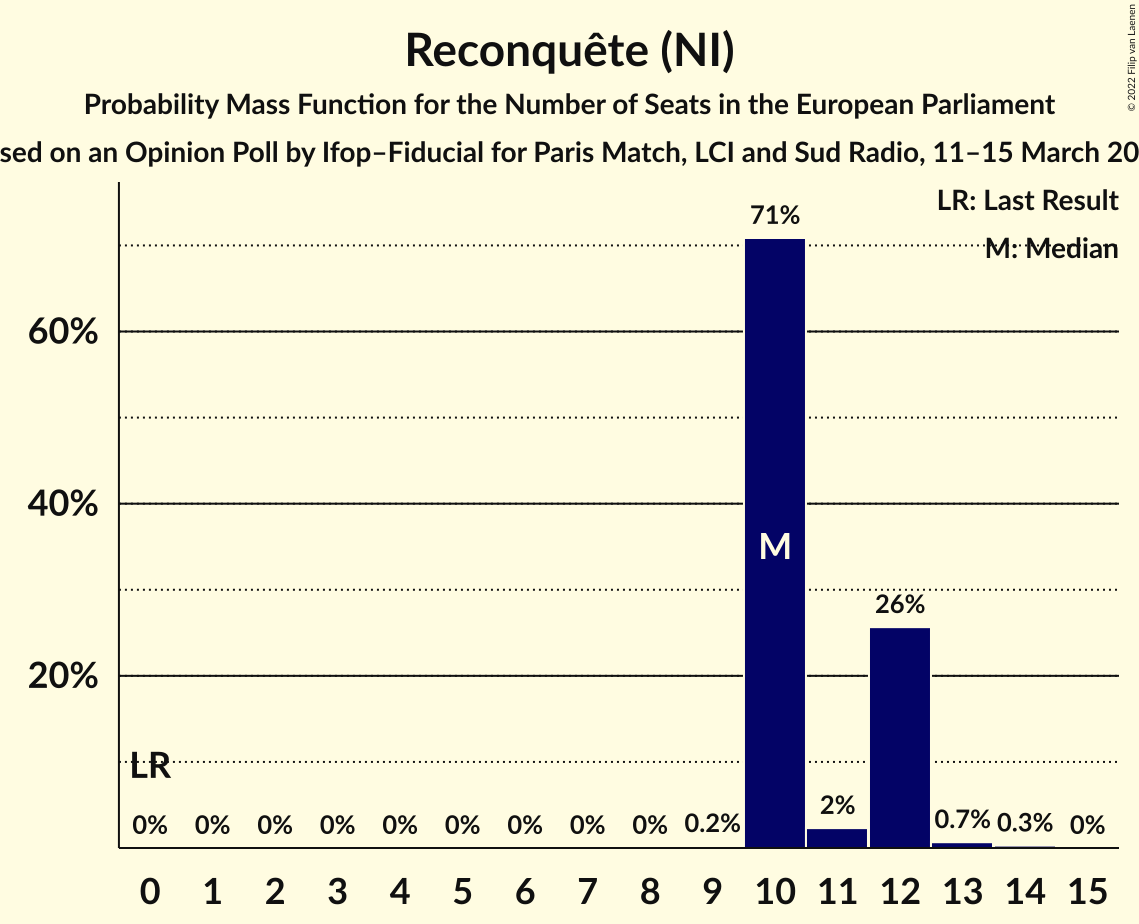 Reconquête (NI)
Probability Mass Function for the Number of Seats in the European Parliament
sed on an Opinion Poll by Ifop–Fiducial for Paris Match, LCI and Sud Radio, 11–15 March 20
© 2022 Filip van Laenen
LR: Last Result
M: Median
71%
60%
40%
M
26%
20%
LR
0% 0% 0% 0% 0% 0% 0% 0% 0% 0.2% 2% 0.7% 0.3% 0%
0 1 2 3 4 5 6 7 8 9 10 11 12 13 14 15